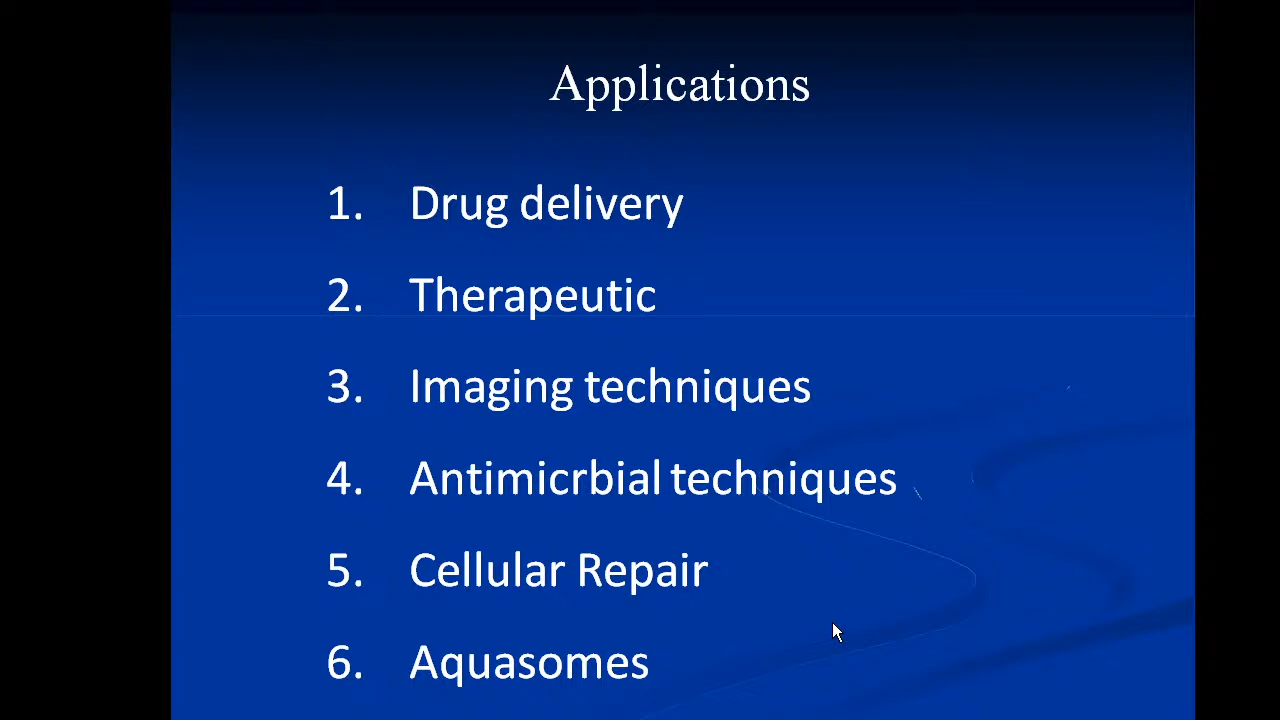 Applications
1. Drug delivery
2. Therapeutic
3. Imaging techniques
4. Antimicrbial techniques
5. Cellular Repair
6. Aquasomes